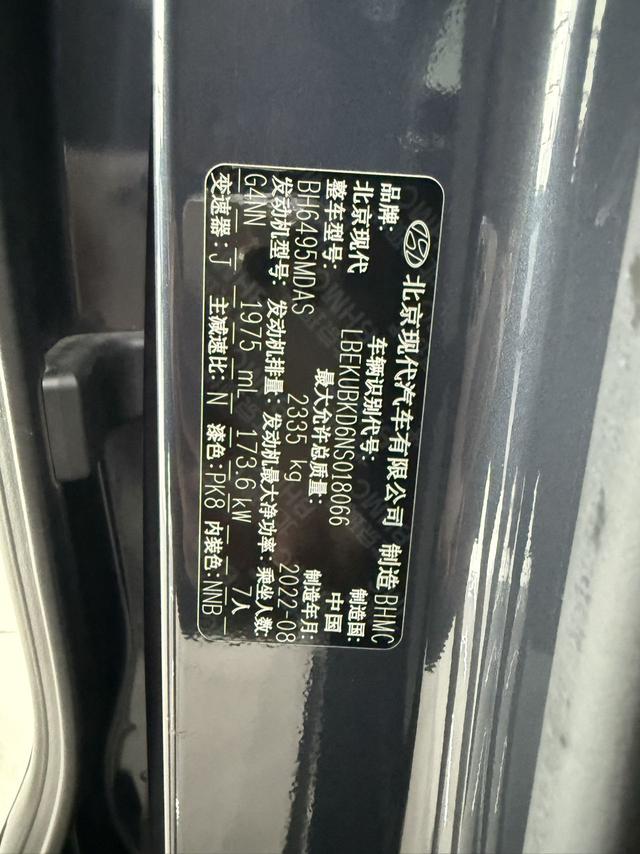 北京现代汽车有限公司 制造 BHMC
品牌: 车辆识别代号: 制造国:
北京现代 LBEKUBKD6NS018066 中国
整车型号: 最大允许总质量: 制造年月:
BH6495MDAS 2335 kg 2022-08
发动机型号: 发动机排量: 发动机最大净功率: 乘坐人数
G4NN 1975 mL 173.6 kW 7人
变速器: J 主减速比: N 漆色: PK8 内装色: NNB